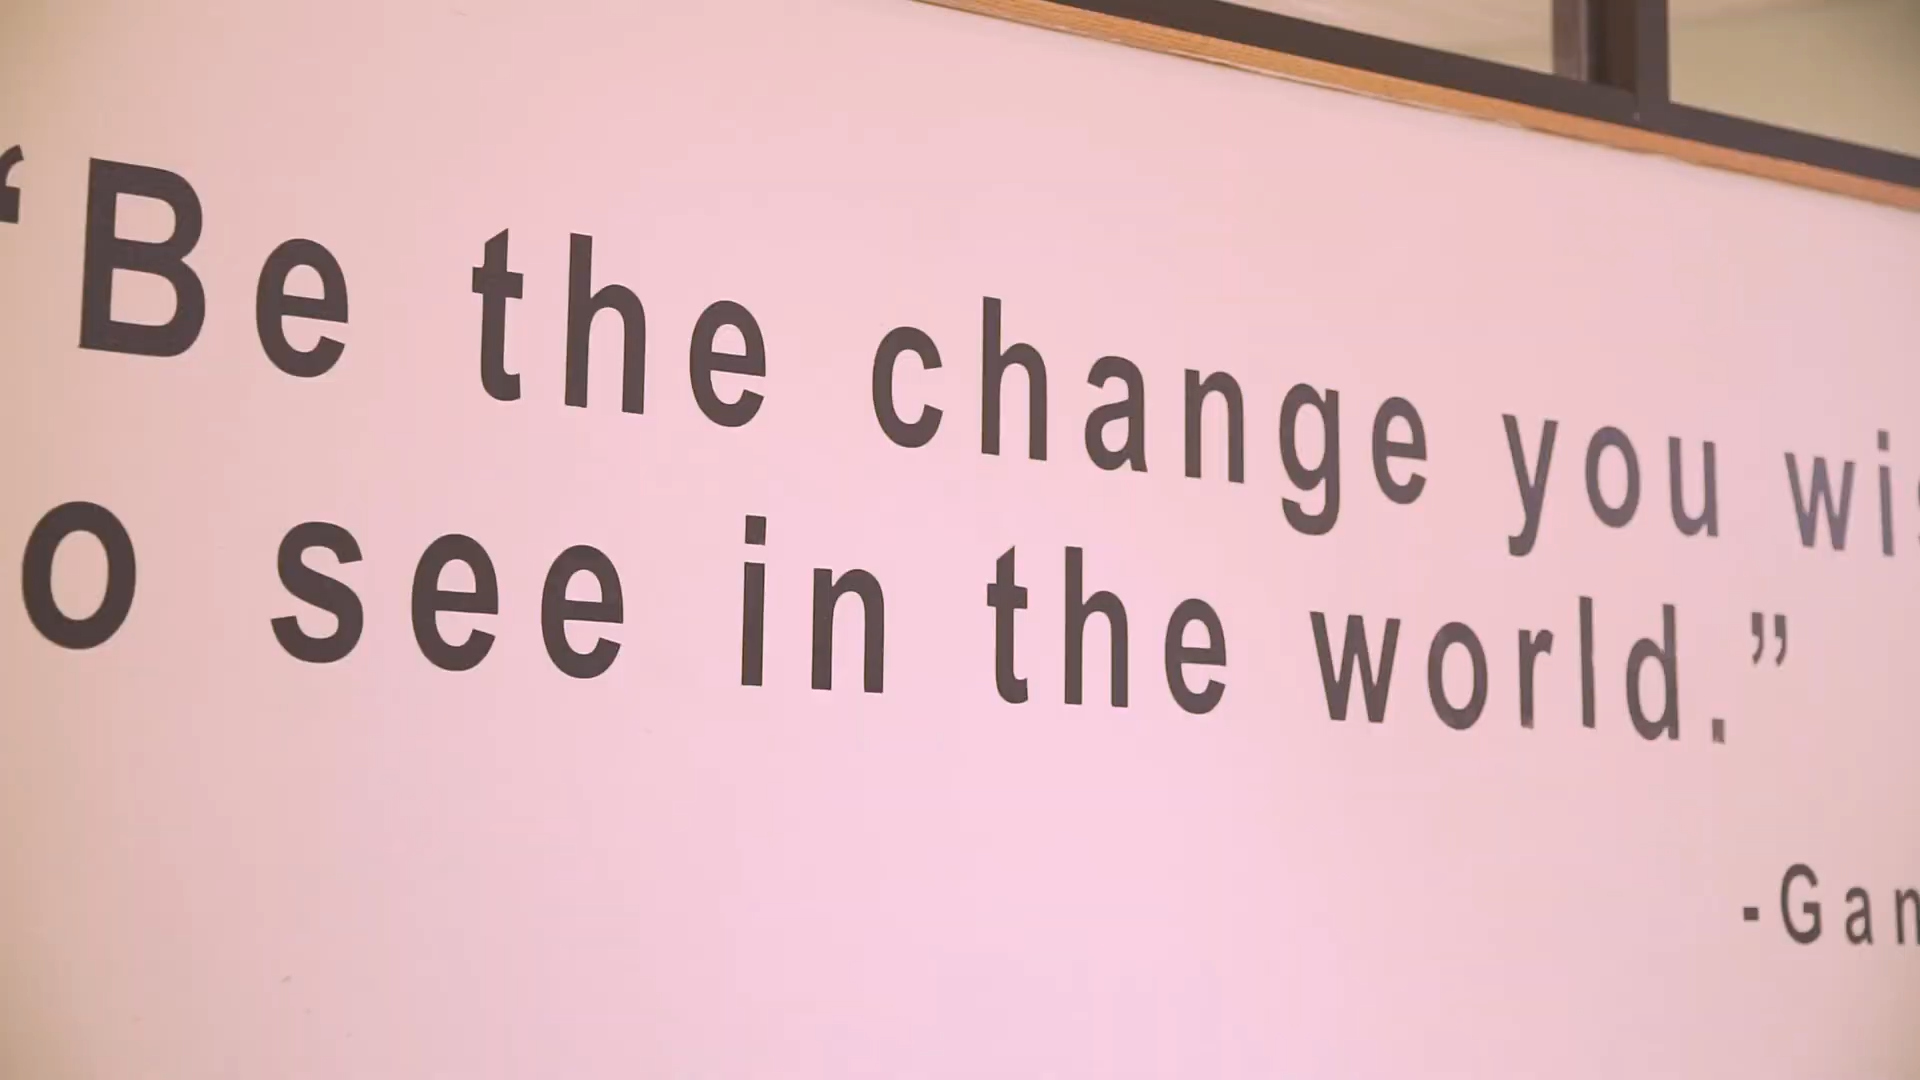 “Be the change you wis
o see in the world.”
-Gan